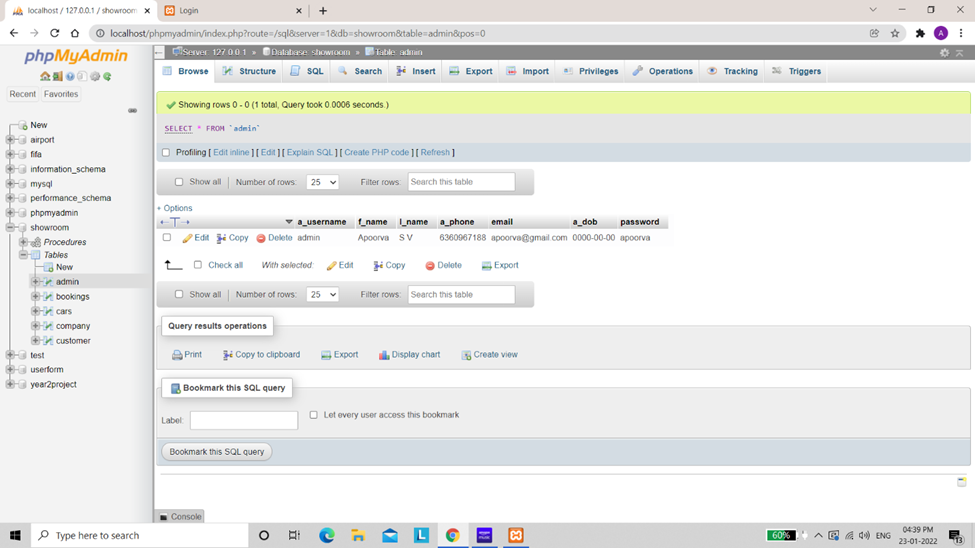 localhost / 127.0.0.1 / showroom
Login
localhost/phpmyadmin/index.php?route=/sql&server=1&db=showroom&table=admin&pos=0
A
phpMyAdmin
Recent
Favorites
New
airport
fifa
information_schema
mysql
performance_schema
phpmyadmin
showroom
Procedures
Tables
New
admin
bookings
cars
company
customer
test
userform
year2project
Server: 127.0.0.1 » Database: showroom » Table: admin
Browse Structure SQL Search Insert Export Import Privileges Operations Tracking Triggers
Showing rows 0 - 0 (1 total, Query took 0.0006 seconds.)
SELECT * FROM `admin`
Profiling [ Edit inline ] [ Edit ] [ Explain SQL ] [ Create PHP code ] [ Refresh ]
Show all Number of rows: 25 Filter rows: Search this table
+ Options
a_username f_name l_name a_phone email a_dob password
Edit Copy Delete admin Apoorva S V 6360967188 apoorva@gmail.com 0000-00-00 apoorva
Check all With selected: Edit Copy Delete Export
Show all Number of rows: 25 Filter rows: Search this table
Query results operations
Print Copy to clipboard Export Display chart Create view
Bookmark this SQL query
Label: Let every user access this bookmark
Bookmark this SQL query
Console
Type here to search
L
60%
ENG
04:39 PM
23-01-2022